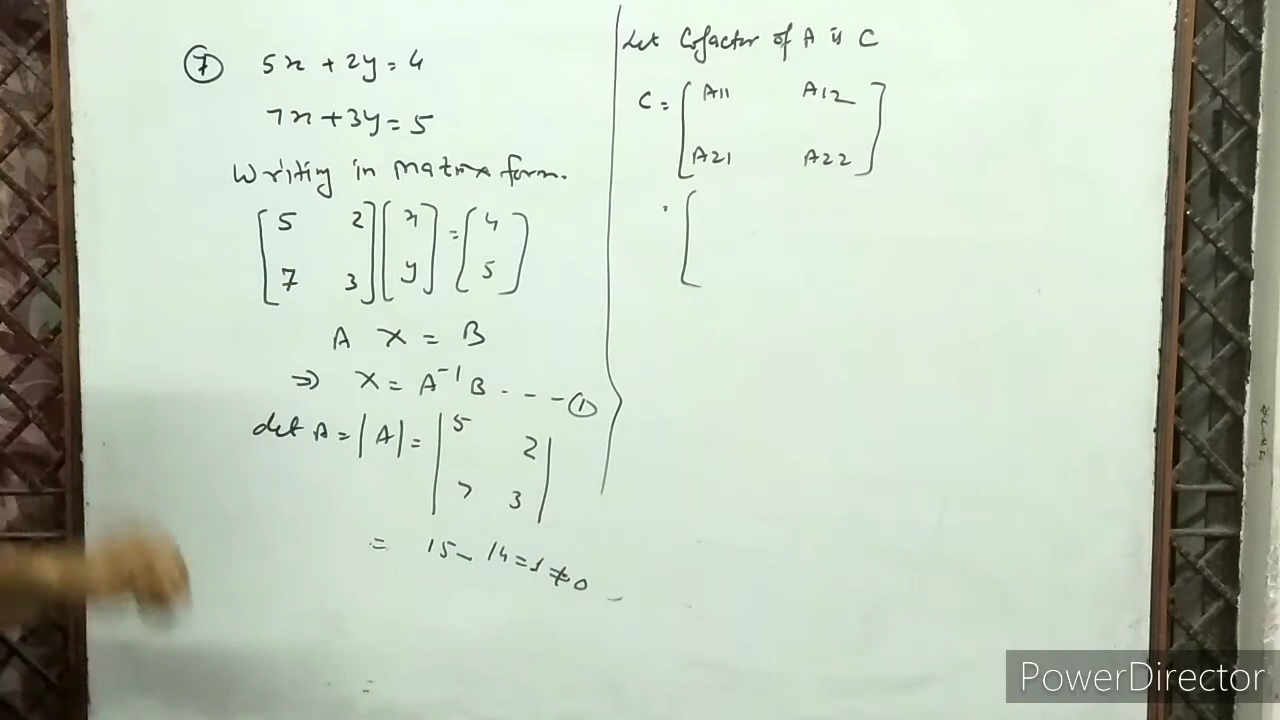 7 5x + 2y = 4
7x + 3y = 5
Writing in matrix form.
[5 2] [x] = [4]
[7 3] [y] [5]
A X = B
⇒ X = A⁻¹B - - - - ①
det A = |A| = |5 2|
|7 3|
= 15 - 14 = 1 ≠ 0
Let Cofactor of A is C
C = [A11 A12]
[A21 A22]
= [
PowerDirector